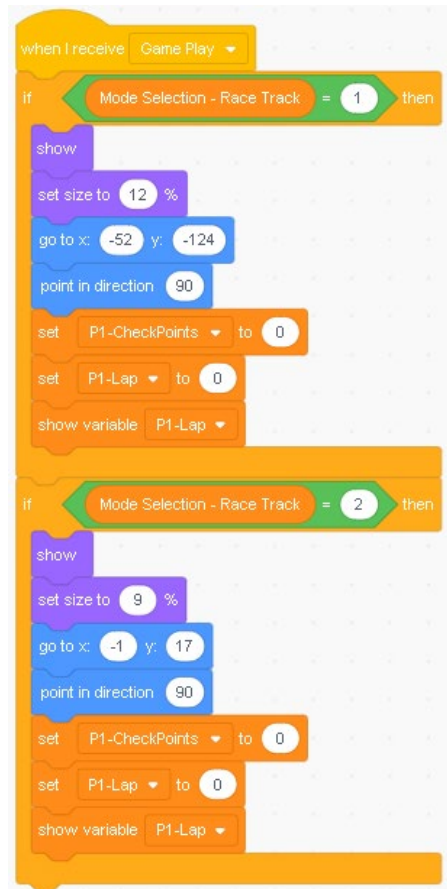 when I receive Game Play
if Mode Selection - Race Track = 1 then
show
set size to 12 %
go to x: -52 y: -124
point in direction 90
set P1-CheckPoints to 0
set P1-Lap to 0
show variable P1-Lap
if Mode Selection - Race Track = 2 then
show
set size to 9 %
go to x: -1 y: 17
point in direction 90
set P1-CheckPoints to 0
set P1-Lap to 0
show variable P1-Lap